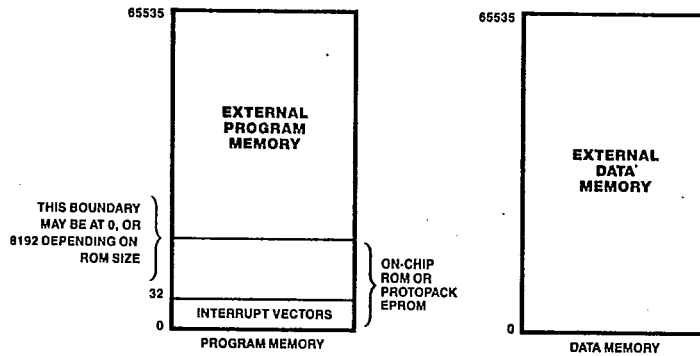 65535
EXTERNAL
PROGRAM
MEMORY
THIS BOUNDARY
MAY BE AT 0, OR
8192 DEPENDING ON
ROM SIZE
ON-CHIP
ROM OR
PROTOPACK
EPROM
32
INTERRUPT VECTORS
0
PROGRAM MEMORY
65535
EXTERNAL
DATA
MEMORY
0
DATA MEMORY